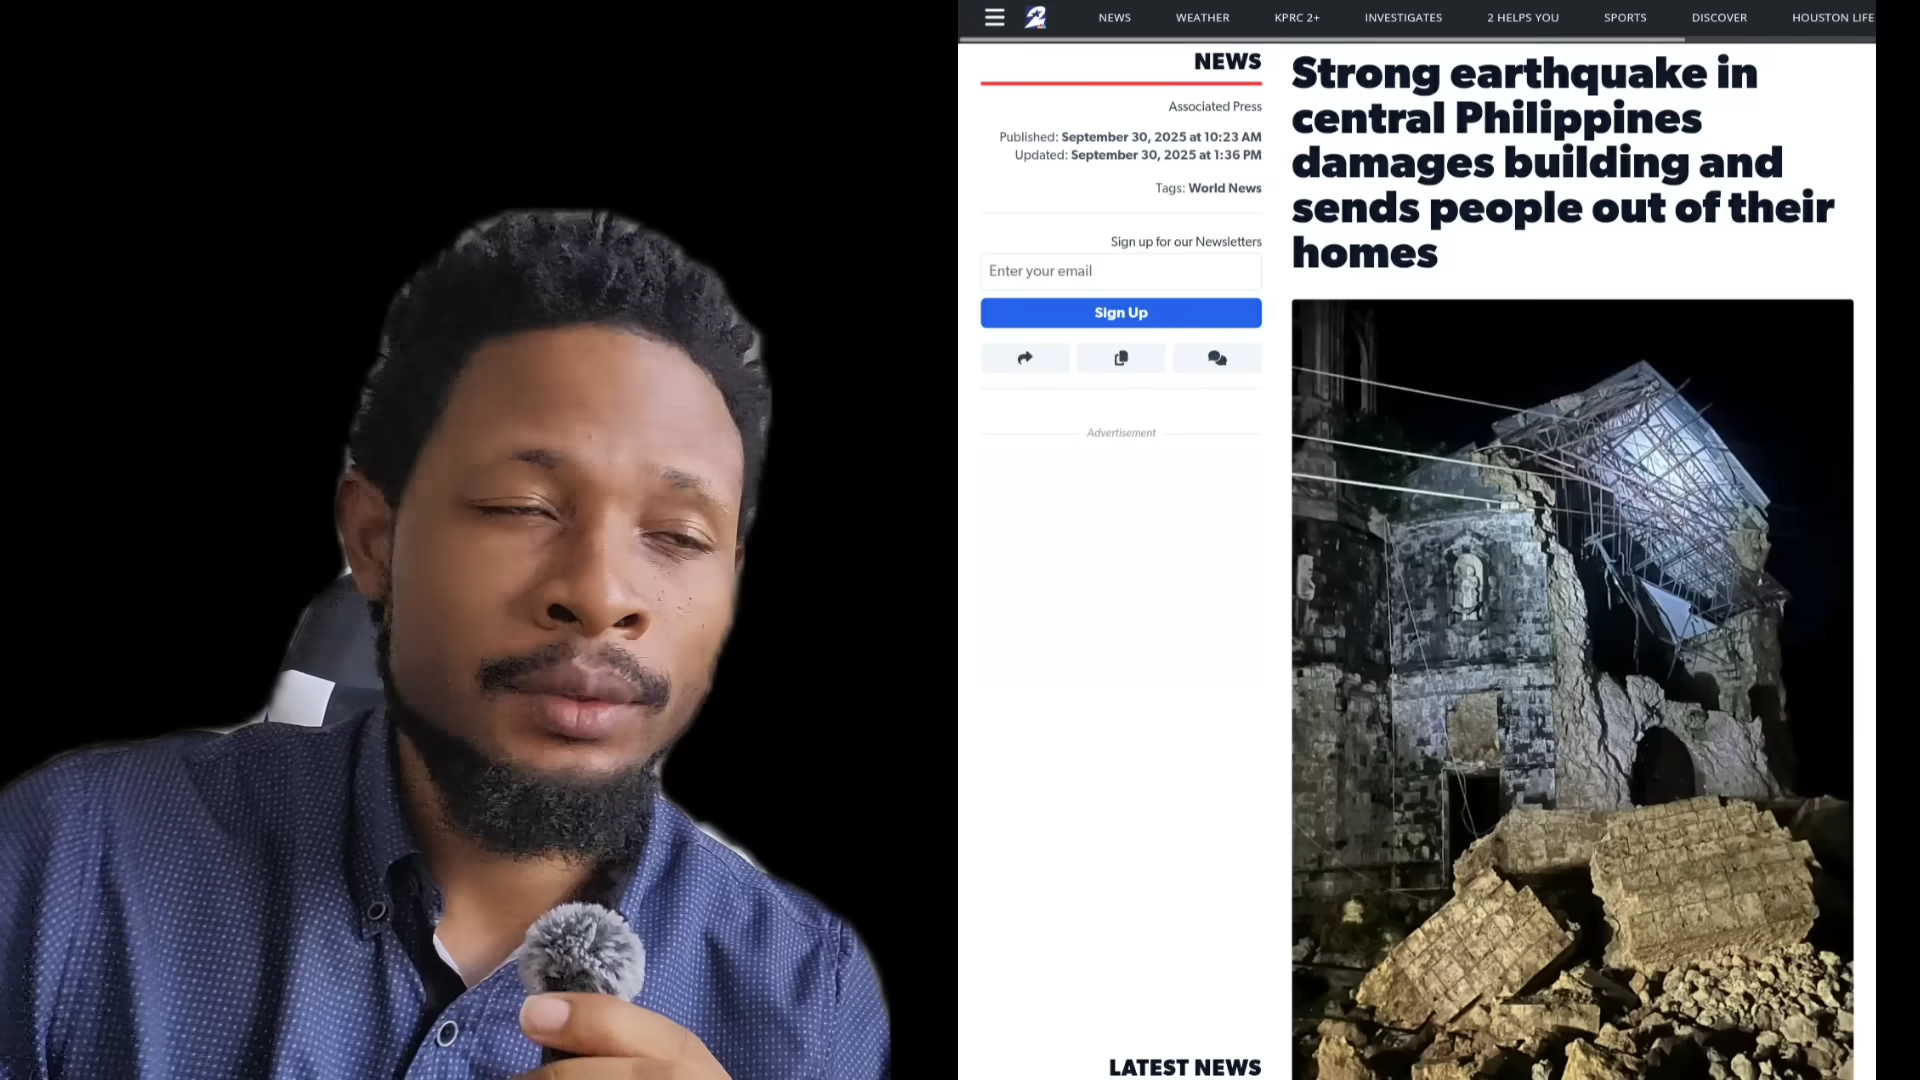 2
NEWS
WEATHER
KPRC 2+
INVESTIGATES
2 HELPS YOU
SPORTS
DISCOVER
HOUSTON LIFE
NEWS
Associated Press
Published: September 30, 2025 at 10:23 AM
Updated: September 30, 2025 at 1:36 PM
Tags: World News
Sign up for our Newsletters
Enter your email
Sign Up
Advertisement
LATEST NEWS
Strong earthquake in
central Philippines
damages building and
sends people out of their
homes